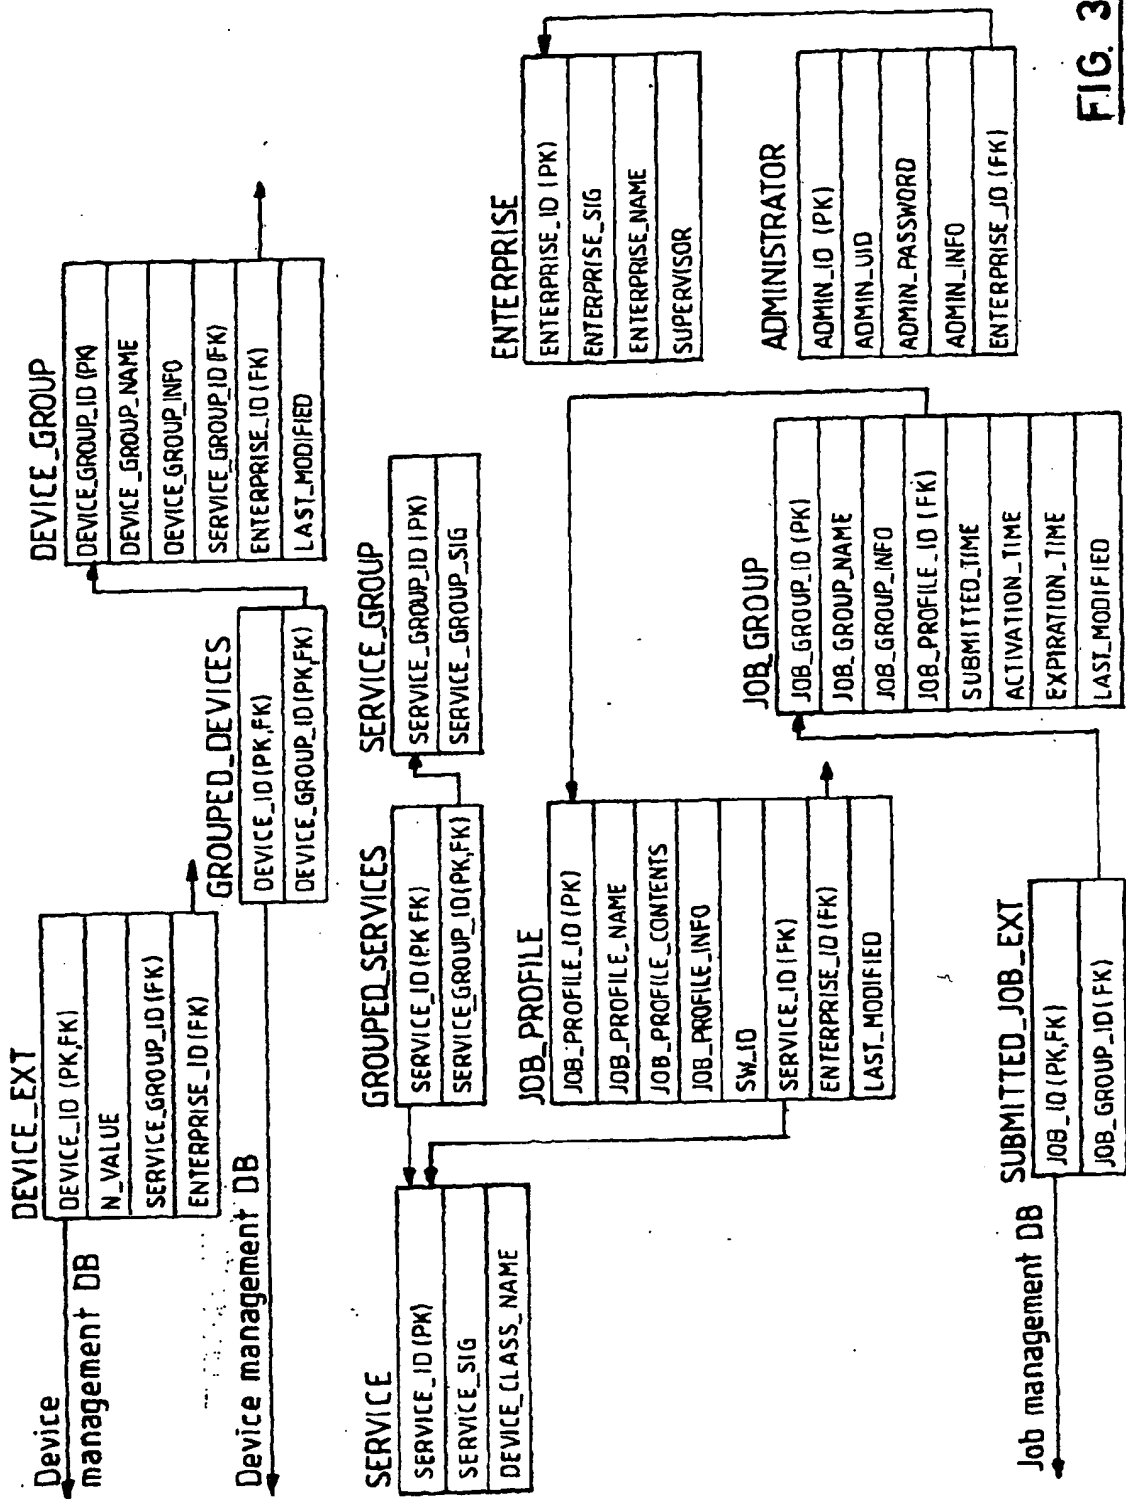 Device
management DB
DEVICE_EXT
DEVICE_ID (PK,FK)
N_VALUE
SERVICE_GROUP_ID (FK)
ENTERPRISE_ID (FK)
Device management DB
GROUPED_DEVICES
DEVICE_ID (PK,FK)
DEVICE_GROUP_ID (PK,FK)
DEVICE_GROUP
DEVICE_GROUP_ID (PK)
DEVICE_GROUP_NAME
DEVICE_GROUP_INFO
SERVICE_GROUP_ID (FK)
ENTERPRISE_ID (FK)
LAST_MODIFIED
SERVICE
SERVICE_ID (PK)
SERVICE_SIG
DEVICE_CLASS_NAME
GROUPED_SERVICES
SERVICE_ID (PK FK)
SERVICE_GROUP_ID (PK,FK)
SERVICE_GROUP
SERVICE_GROUP_ID (PK)
SERVICE_GROUP_SIG
JOB_PROFILE
JOB_PROFILE_ID (PK)
JOB_PROFILE_NAME
JOB_PROFILE_CONTENTS
JOB_PROFILE_INFO
SW_ID
SERVICE_ID (FK)
ENTERPRISE_ID (FK)
LAST_MODIFIED
ENTERPRISE
ENTERPRISE_ID (PK)
ENTERPRISE_SIG
ENTERPRISE_NAME
SUPERVISOR
ADMINISTRATOR
ADMIN_ID (PK)
ADMIN_UID
ADMIN_PASSWORD
ADMIN_INFO
ENTERPRISE_ID (FK)
JOB_GROUP
JOB_GROUP_ID (PK)
JOB_GROUP_NAME
JOB_GROUP_INFO
JOB_PROFILE_ID (FK)
SUBMITTED_TIME
ACTIVATION_TIME
EXPIRATION_TIME
LAST_MODIFIED
Job management DB
SUBMITTED_JOB_EXT
JOB_ID (PK,FK)
JOB_GROUP_ID (FK)
FIG. 3